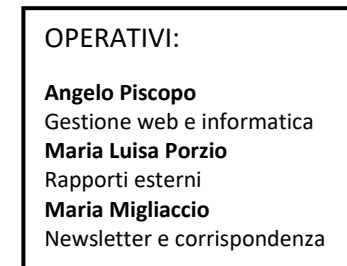 OPERATIVI:
Angelo Piscopo
Gestione web e informatica
Maria Luisa Porzio
Rapporti esterni
Maria Migliaccio
Newsletter e corrispondenza